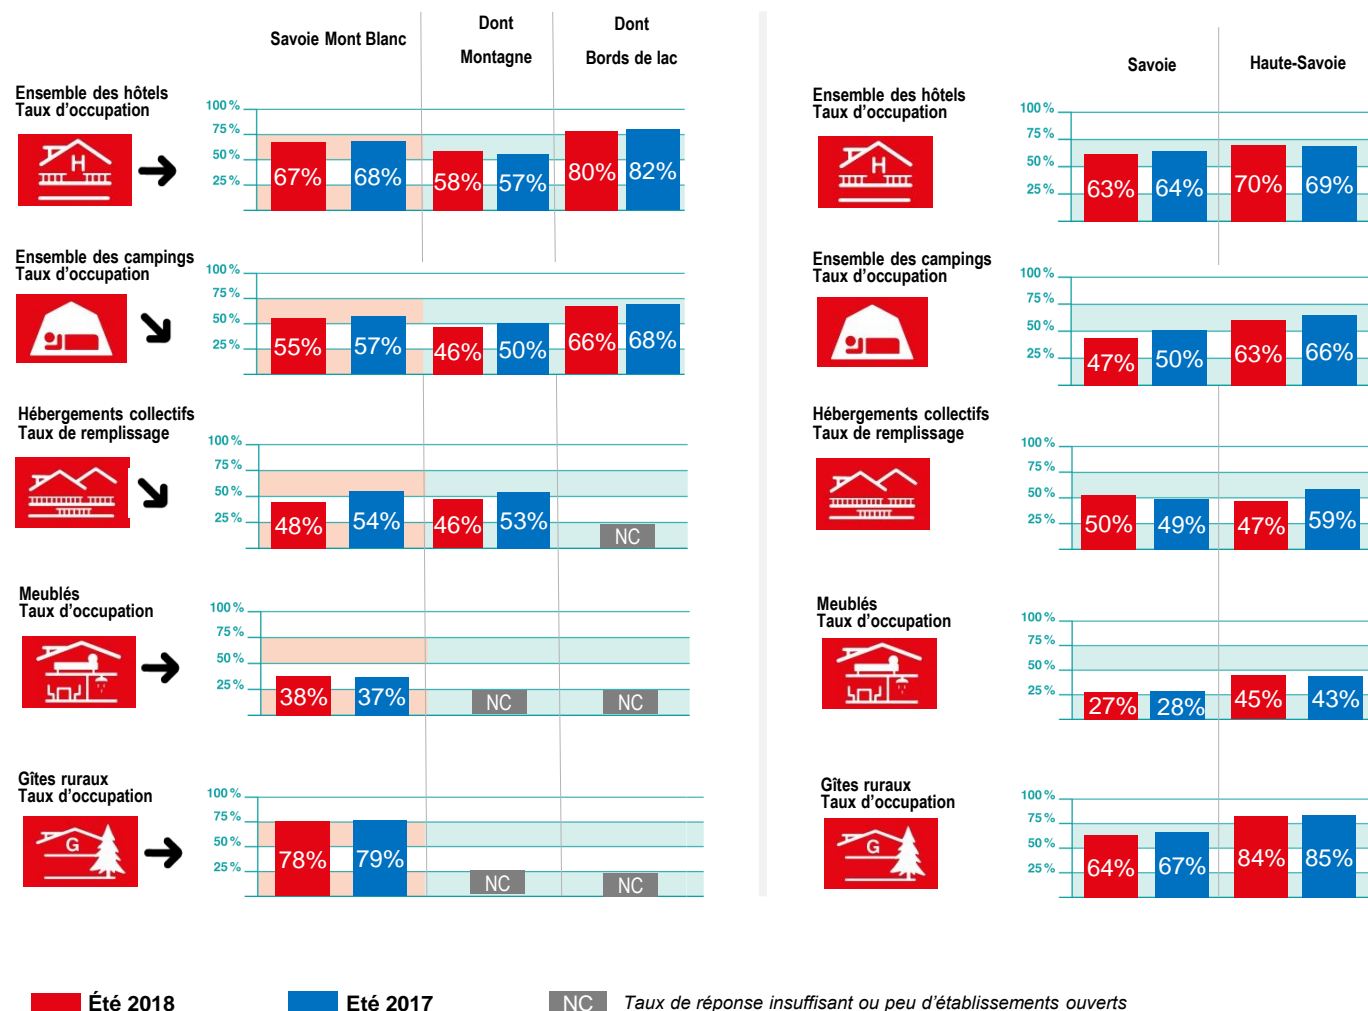 Savoie Mont Blanc
Dont
Montagne
Dont
Bords de lac
Ensemble des hôtels
Taux d'occupation
H
100 %
75 %
50 %
25 %
67% 68% 58% 57% 80% 82%
Ensemble des campings
Taux d'occupation
100 %
75 %
50 %
25 %
55% 57% 46% 50% 66% 68%
Hébergements collectifs
Taux de remplissage
100 %
75 %
50 %
25 %
48% 54% 46% 53% NC
Meublés
Taux d'occupation
100 %
75 %
50 %
25 %
38% 37% NC NC
Gîtes ruraux
Taux d'occupation
G
100 %
75 %
50 %
25 %
78% 79% NC NC
Savoie
Haute-Savoie
Ensemble des hôtels
Taux d'occupation
H
100 %
75 %
50 %
25 %
63% 64% 70% 69%
Ensemble des campings
Taux d'occupation
100 %
75 %
50 %
25 %
47% 50% 63% 66%
Hébergements collectifs
Taux de remplissage
100 %
75 %
50 %
25 %
50% 49% 47% 59%
Meublés
Taux d'occupation
100 %
75 %
50 %
25 %
27% 28% 45% 43%
Gîtes ruraux
Taux d'occupation
G
100 %
75 %
50 %
25 %
64% 67% 84% 85%
Été 2018
Eté 2017
NC Taux de réponse insuffisant ou peu d'établissements ouverts